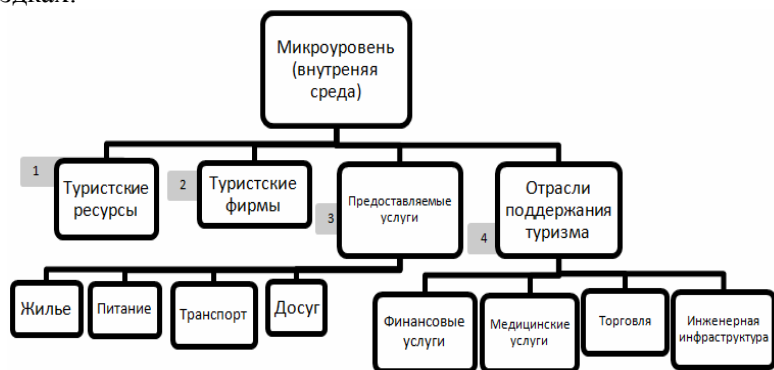 Микроуровень
(внутреняя
среда)
1
Туристские
ресурсы
2
Туристские
фирмы
3
Предоставляемые
услуги
4
Отрасли
поддержания
туризма
Жилье
Питание
Транспорт
Досуг
Финансовые
услуги
Медицинские
услуги
Торговля
Инженерная
инфраструктура